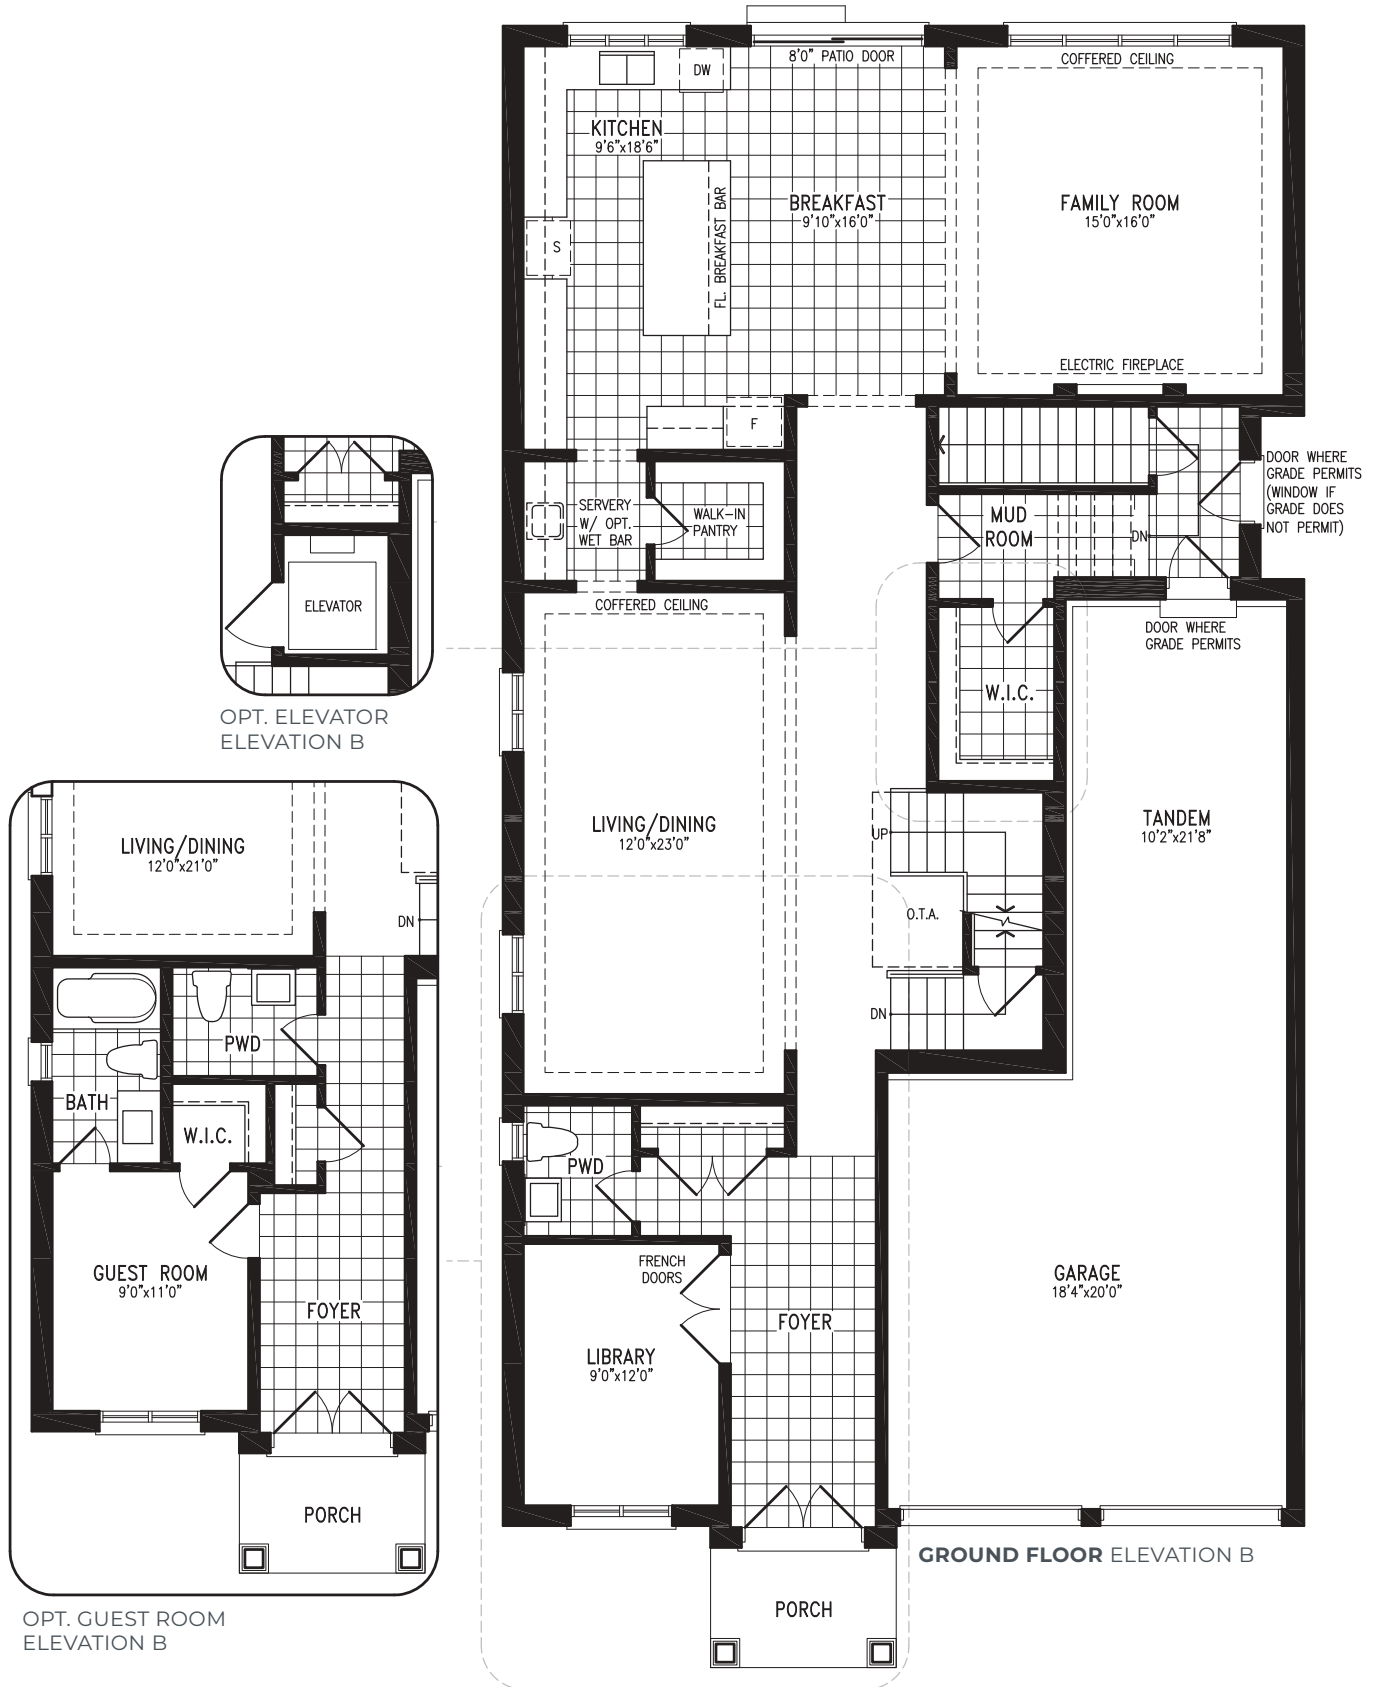 8'0" PATIO DOOR
COFFERED CEILING
DW
KITCHEN
9'6"x18'6"
BREAKFAST
9'10"x16'0"
FAMILY ROOM
15'0"x16'0"
S
FL. BREAKFAST BAR
ELECTRIC FIREPLACE
F
DOOR WHERE
GRADE PERMITS
(WINDOW IF
GRADE DOES
NOT PERMIT)
SERVERY
W/ OPT.
WET BAR
WALK-IN
PANTRY
MUD
ROOM
DN
COFFERED CEILING
DOOR WHERE
GRADE PERMITS
W.I.C.
ELEVATOR
OPT. ELEVATOR
ELEVATION B
LIVING/DINING
12'0"x23'0"
UP
TANDEM
10'2"x21'8"
O.T.A.
DN
LIVING/DINING
12'0"x21'0"
DN
PWD
BATH
W.I.C.
GUEST ROOM
9'0"x11'0"
FOYER
PORCH
OPT. GUEST ROOM
ELEVATION B
PWD
FRENCH
DOORS
LIBRARY
9'0"x12'0"
FOYER
GARAGE
18'4"x20'0"
GROUND FLOOR ELEVATION B
PORCH